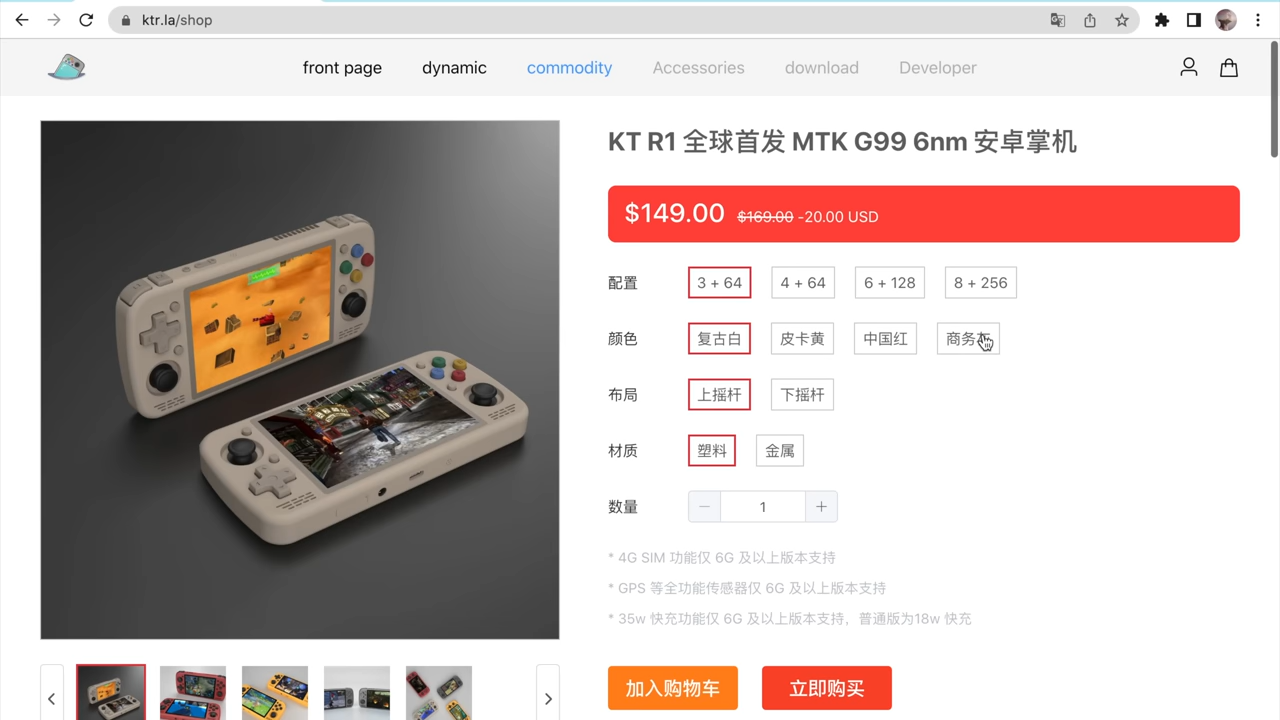 ktr.la/shop
front page dynamic commodity Accessories download Developer
KT R1 全球首发 MTK G99 6nm 安卓掌机
$149.00 $169.00 -20.00 USD
配置 3 + 64 4 + 64 6 + 128 8 + 256
颜色 复古白 皮卡黄 中国红 商务
布局 上摇杆 下摇杆
材质 塑料 金属
数量 − 1 +
* 4G SIM 功能仅 6G 及以上版本支持
* GPS 等全功能传感器仅 6G 及以上版本支持
* 35w 快充功能仅 6G 及以上版本支持，普通版为18w 快充
加入购物车 立即购买